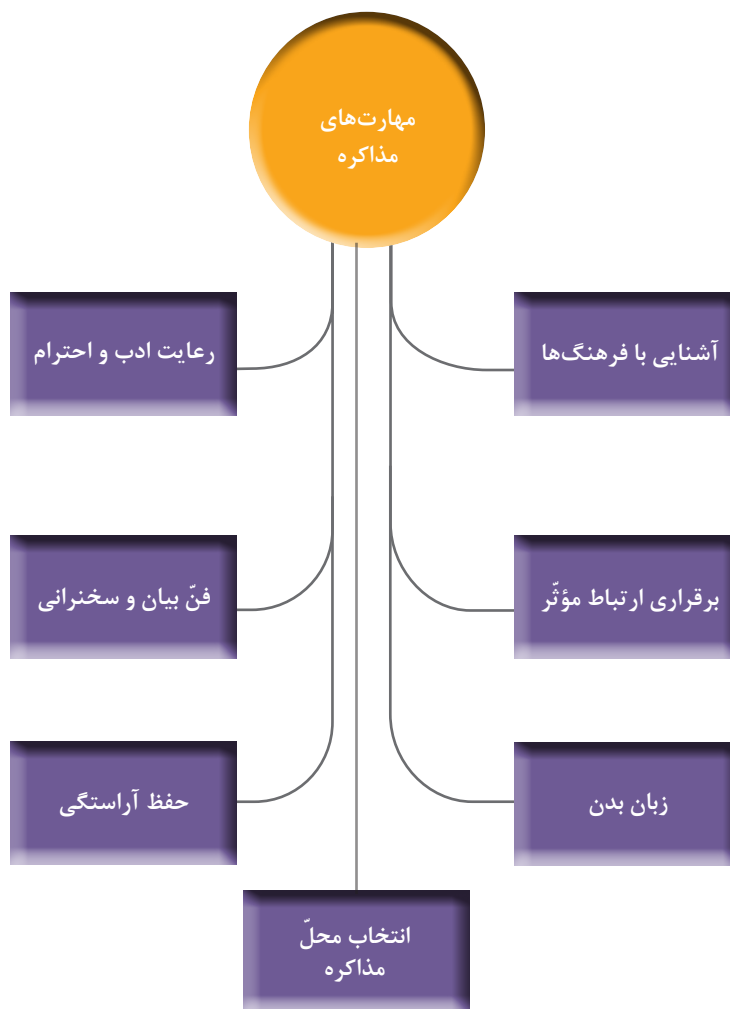 مهارت‌های
مذاکره
آشنایی با فرهنگ‌ها
رعایت ادب و احترام
برقراری ارتباط مؤثّر
فنّ بیان و سخنرانی
زبان بدن
حفظ آراستگی
انتخاب محلّ
مذاکره